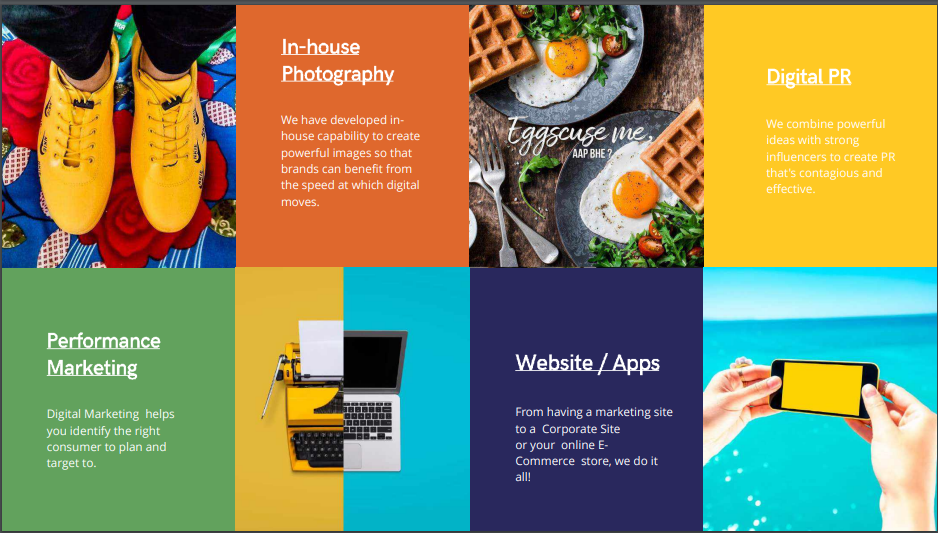 In-house
Photography
We have developed in-
house capability to create
powerful images so that
brands can benefit from
the speed at which digital
moves.
Eggscuse me,
AAP BHE ?
Digital PR
We combine powerful
ideas with strong
influencers to create PR
that's contagious and
effective.
Performance
Marketing
Digital Marketing  helps
you identify the right
consumer to plan and
target to.
Website / Apps
From having a marketing site
to a  Corporate Site
or your  online E-
Commerce  store, we do it
all!